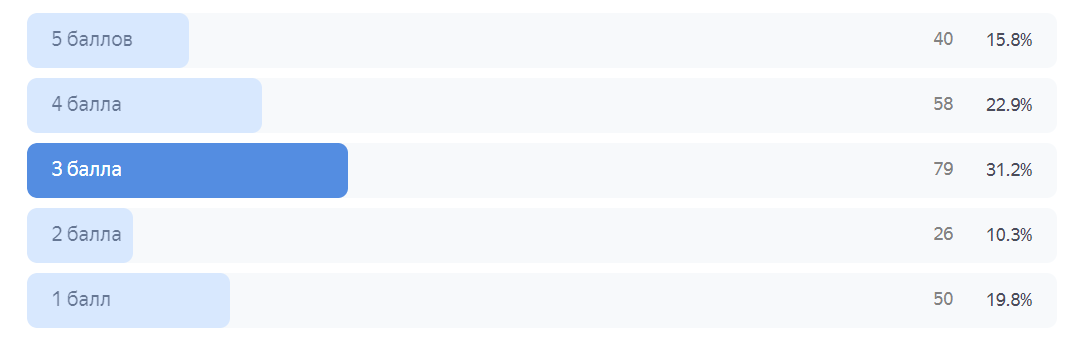 5 баллов 40 15.8%
4 балла 58 22.9%
3 балла 79 31.2%
2 балла 26 10.3%
1 балл 50 19.8%